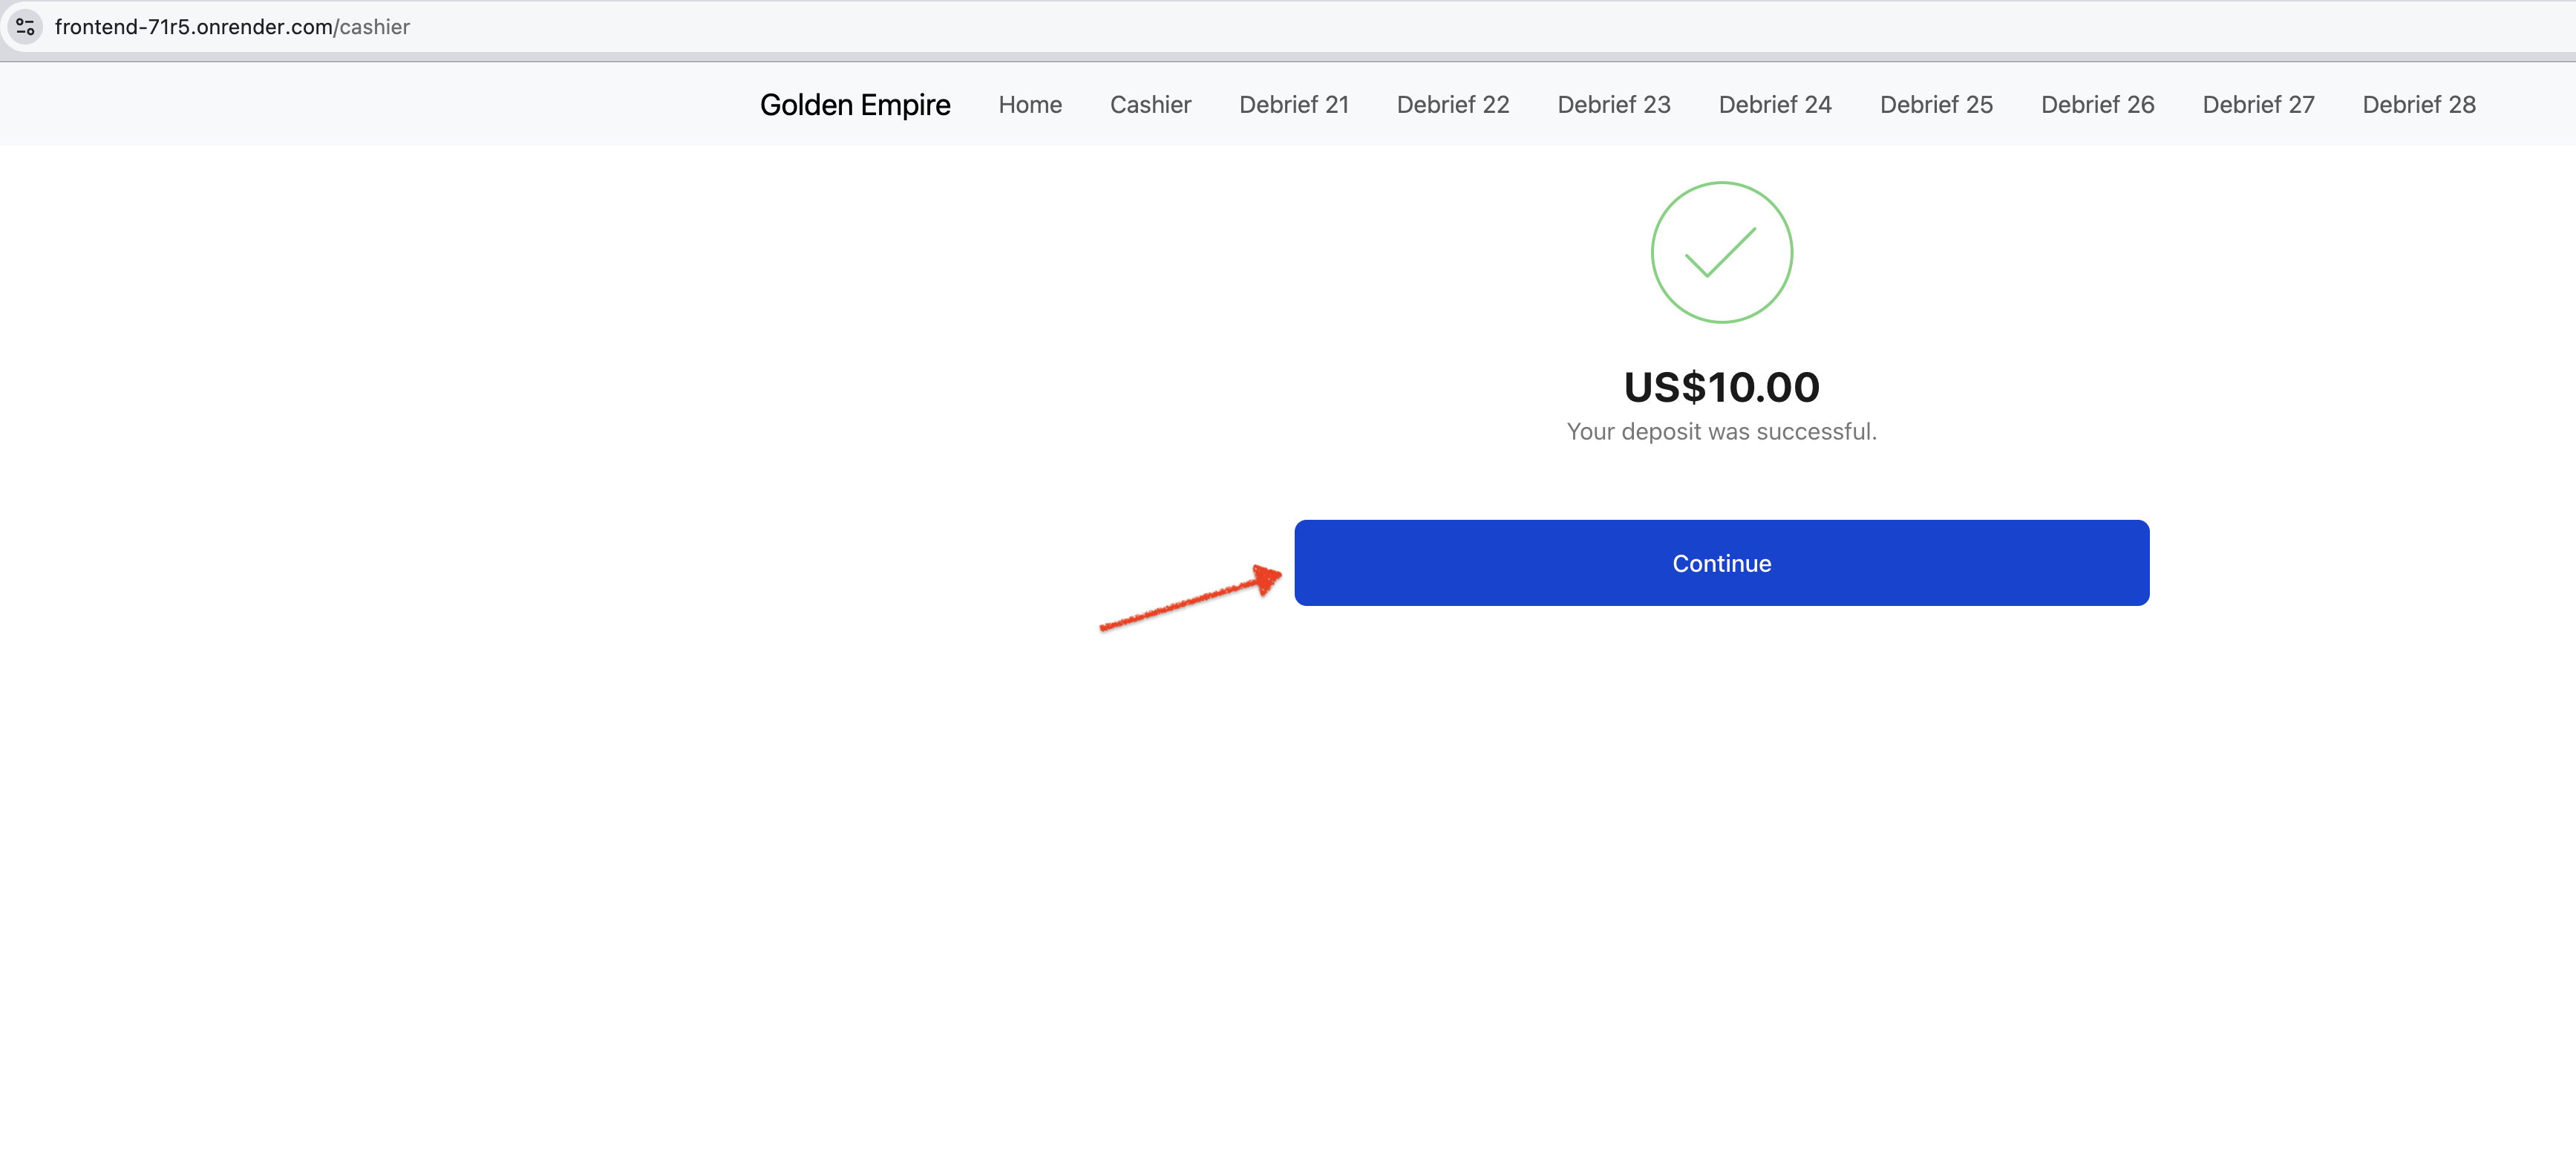 frontend-71r5.onrender.com/cashier
Golden Empire Home Cashier Debrief 21 Debrief 22 Debrief 23 Debrief 24 Debrief 25 Debrief 26 Debrief 27 Debrief 28
US$10.00
Your deposit was successful.
Continue